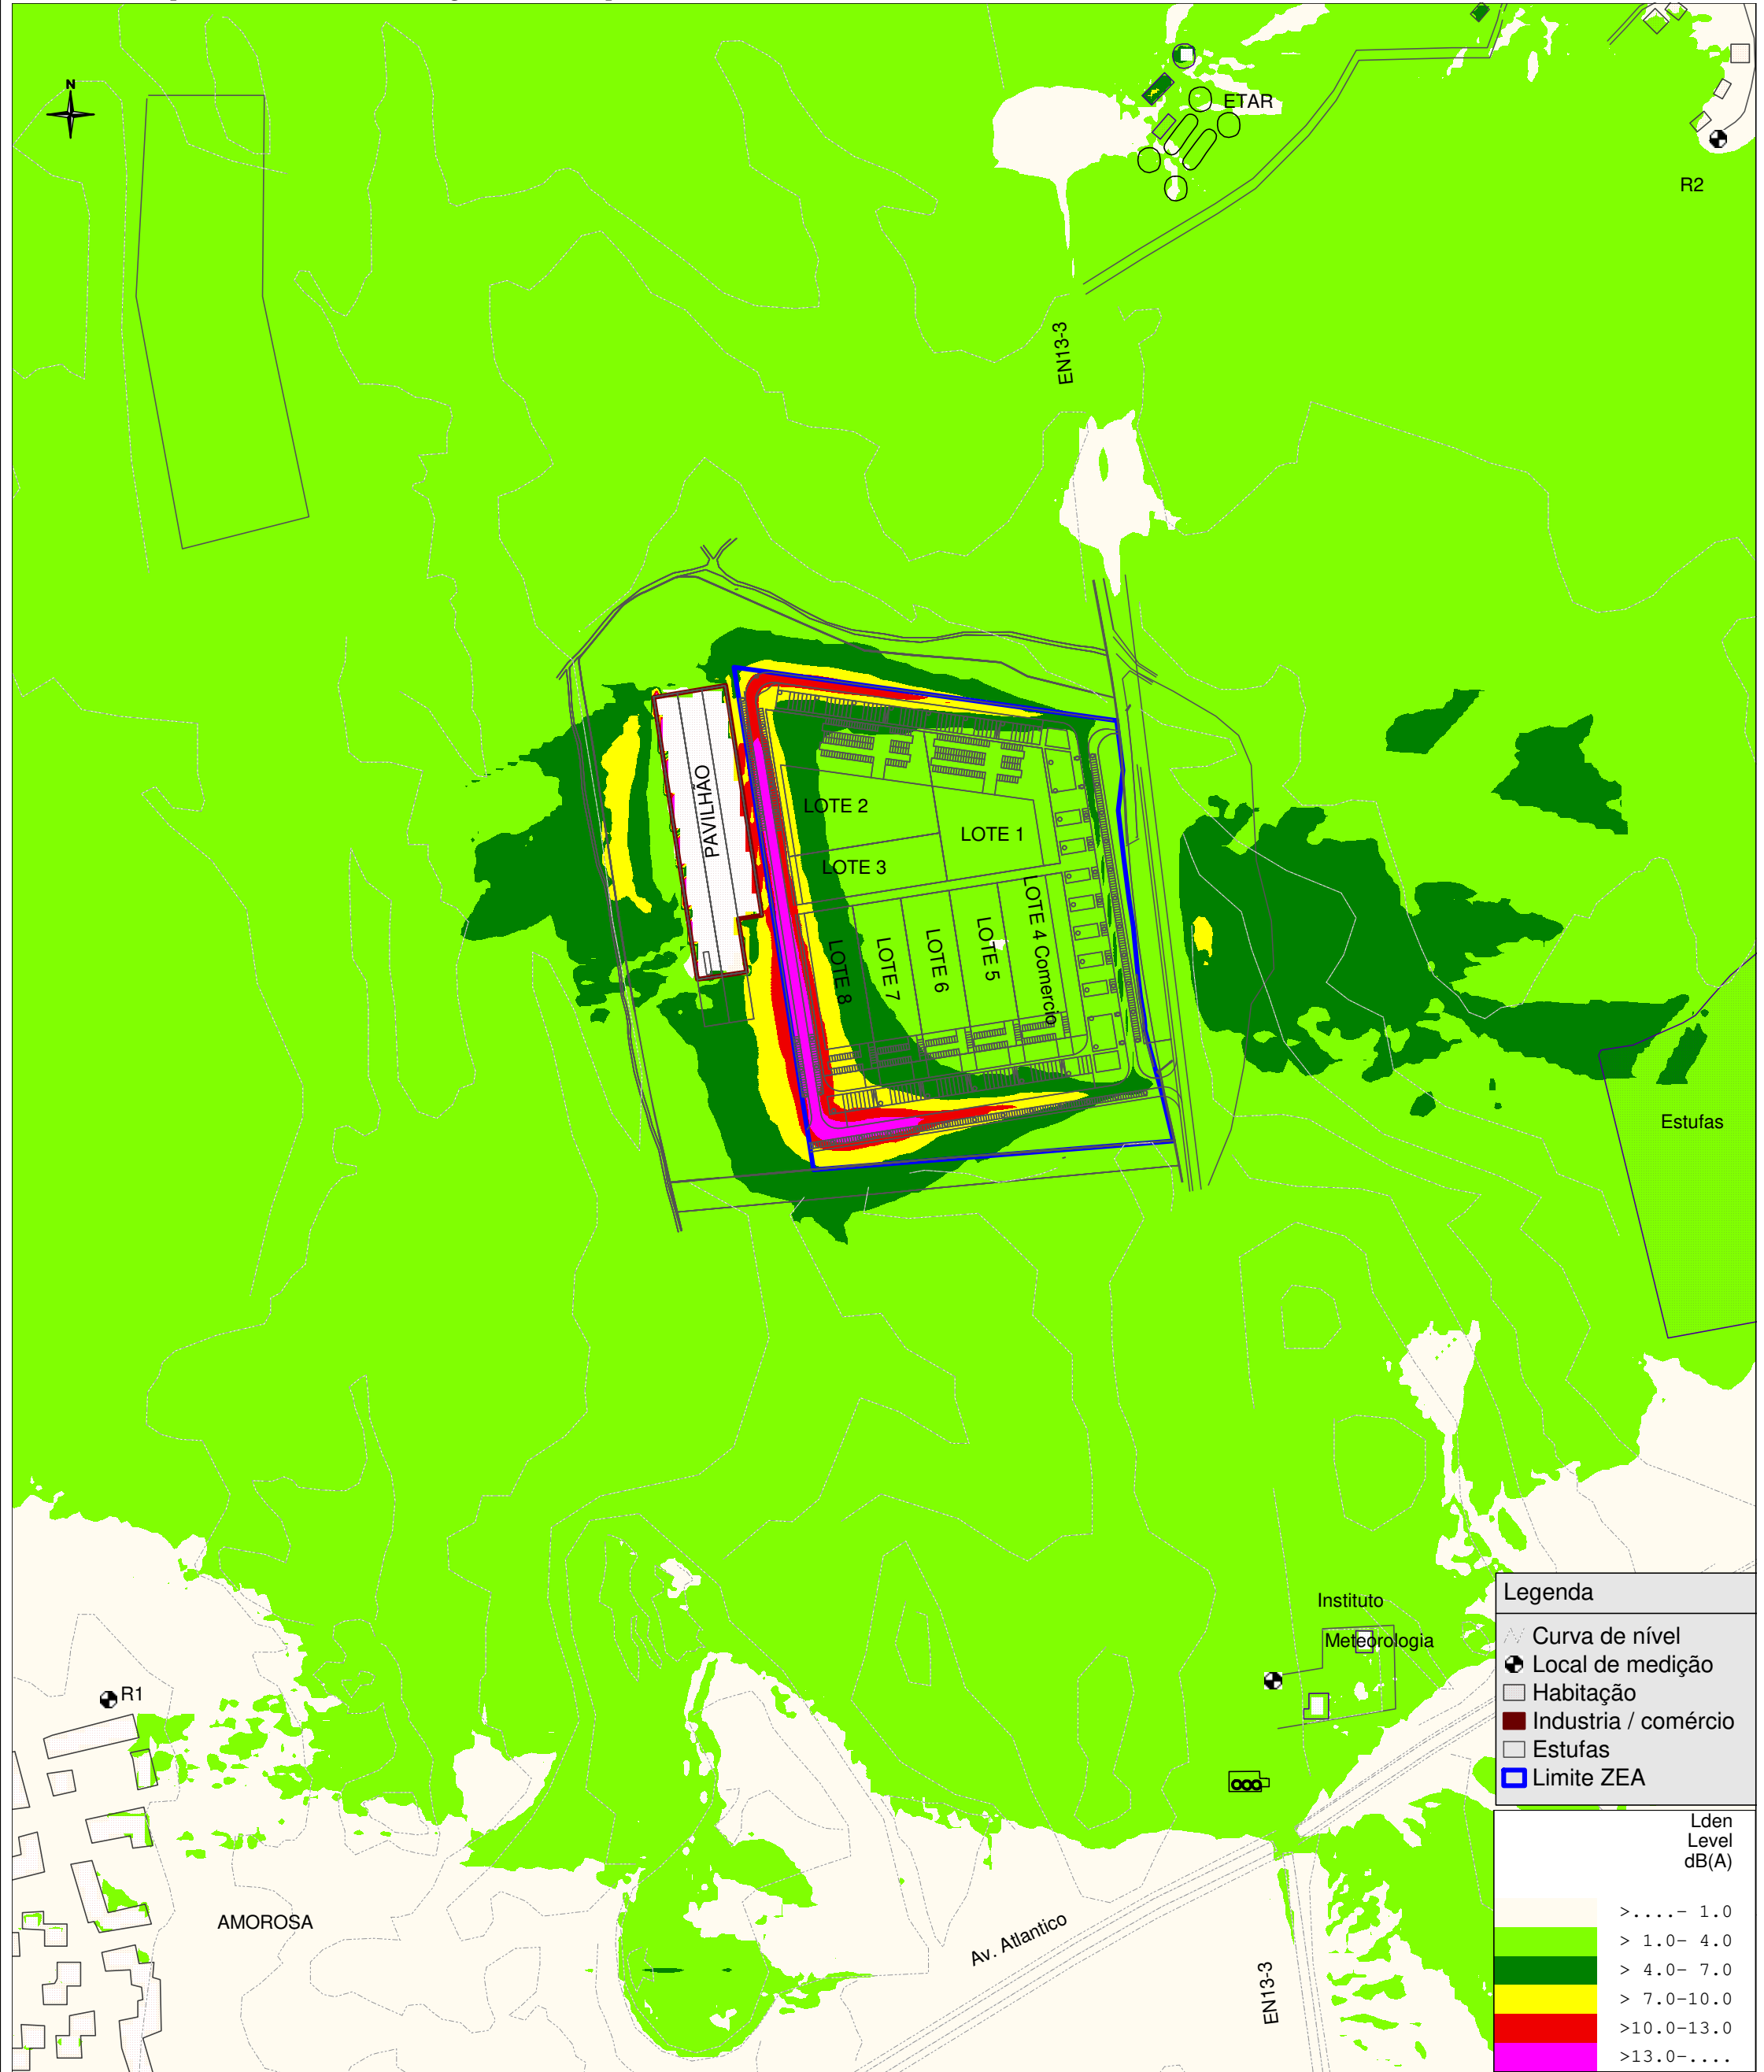 N
ETAR
R2
EN13-3
PAVILHÃO
LOTE 2
LOTE 1
LOTE 3
LOTE 4 Comercio
LOTE 5
LOTE 6
LOTE 7
LOTE 8
Estufas
Instituto
Meteorologia
R1
AMOROSA
Av. Atlantico
EN13-3
Legenda
Curva de nível
Local de medição
Habitação
Industria / comércio
Estufas
Limite ZEA
Lden
Level
dB(A)
>....- 1.0
> 1.0- 4.0
> 4.0- 7.0
> 7.0-10.0
>10.0-13.0
>13.0-....